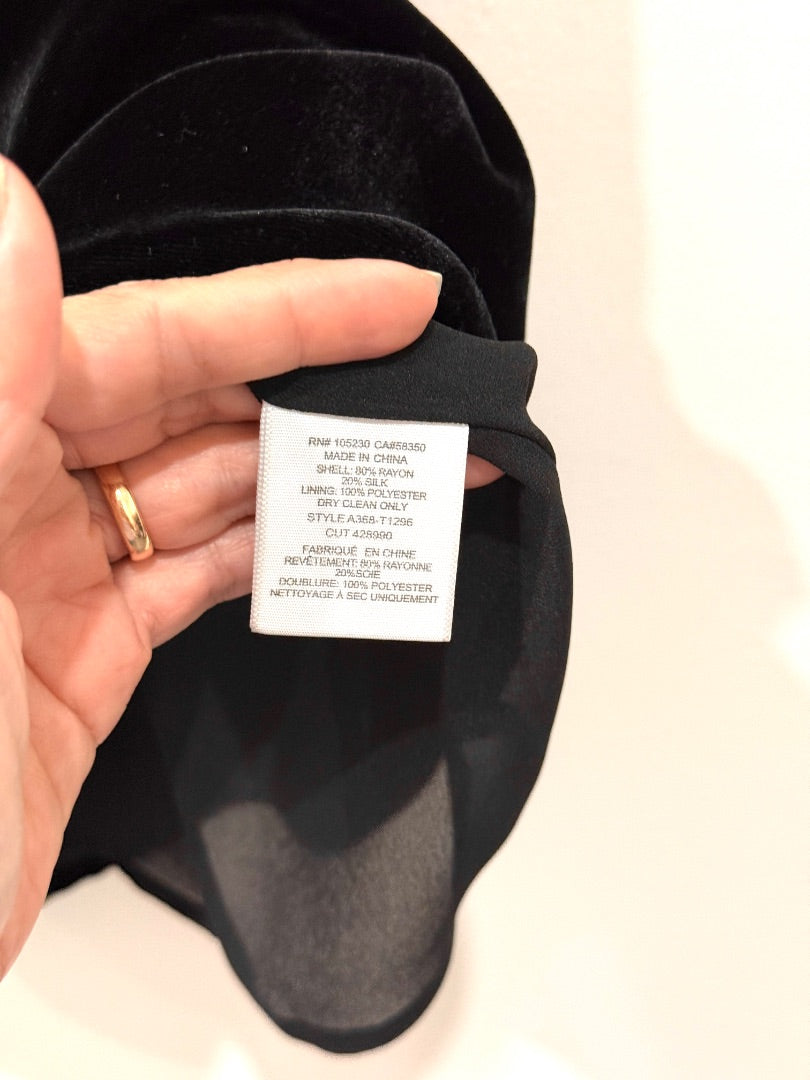 RN# 105230 CA#58350
MADE IN CHINA
SHELL: 80% RAYON
20% SILK
LINING: 100% POLYESTER
DRY CLEAN ONLY
STYLE A368-T1296
CUT 428990
FABRIQUÉ EN CHINE
REVÊTEMENT: 80% RAYONNE
20%SOIE
DOUBLURE: 100% POLYESTER
NETTOYAGE À SEC UNIQUEMENT